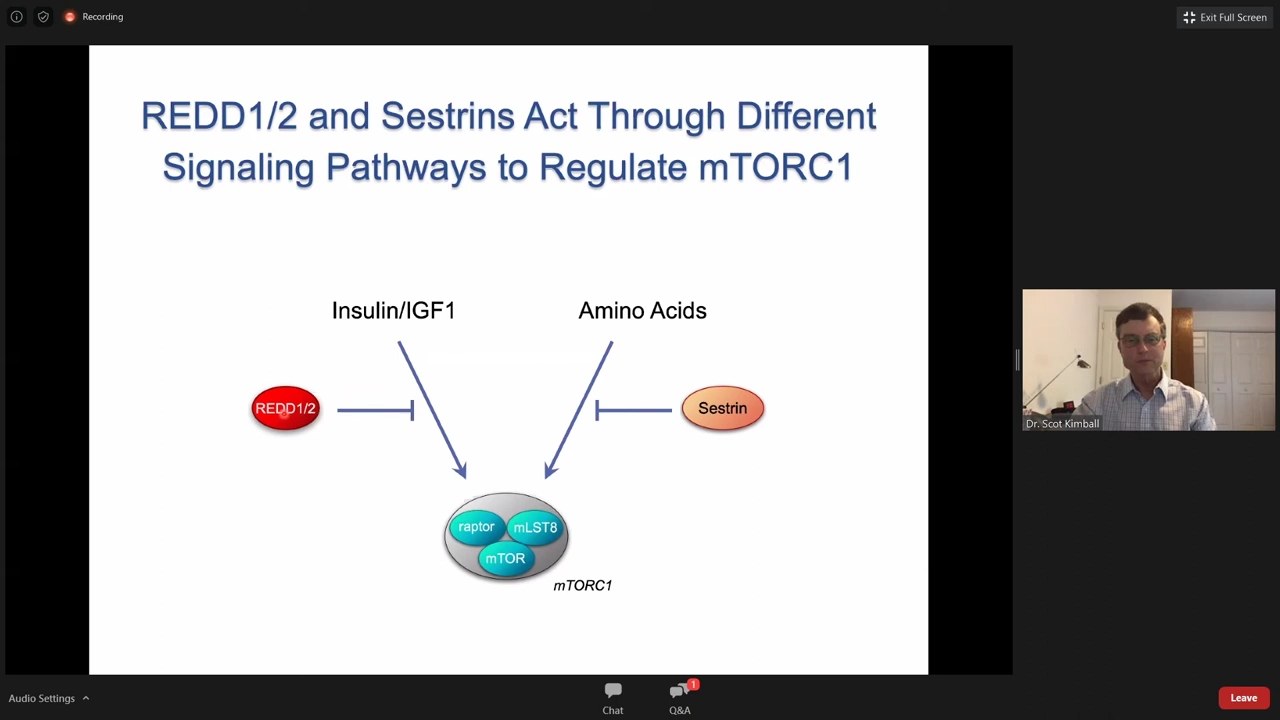 Recording
Exit Full Screen
REDD1/2 and Sestrins Act Through Different
Signaling Pathways to Regulate mTORC1
Insulin/IGF1
Amino Acids
REDD1/2
Sestrin
raptor
mLST8
mTOR
mTORC1
Dr. Scot Kimball
Audio Settings
Chat
1
Q&A
Leave